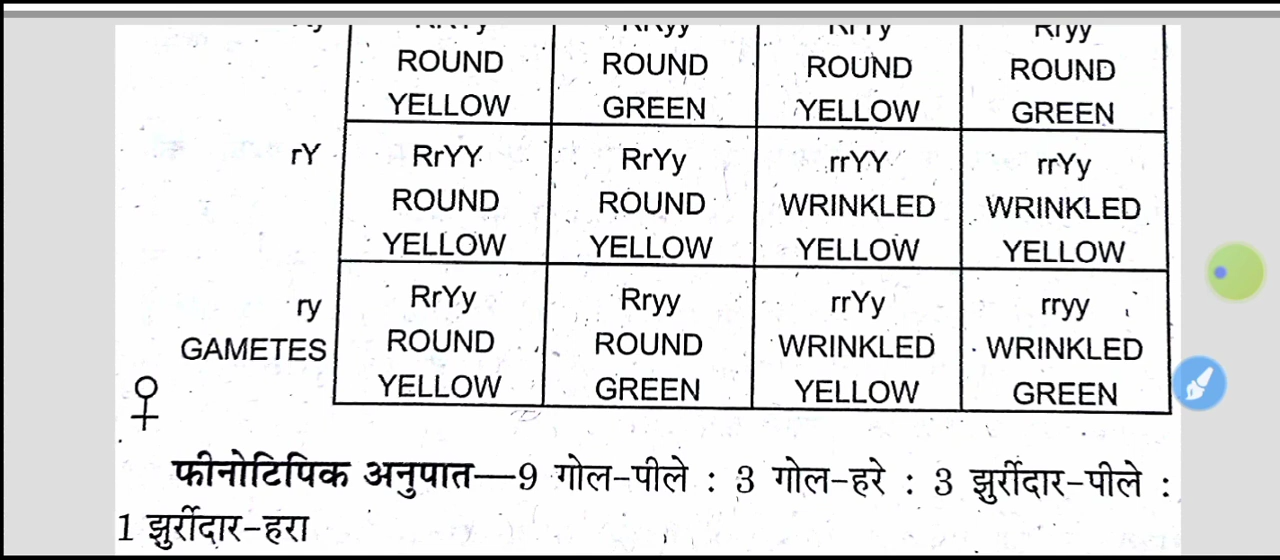 ROUND ROUND ROUND ROUND
YELLOW GREEN YELLOW GREEN
rY RrYY RrYy rrYY rrYy
ROUND ROUND WRINKLED WRINKLED
YELLOW YELLOW YELLOW YELLOW
ry RrYy Rryy rrYy rryy
GAMETES ROUND ROUND WRINKLED WRINKLED
YELLOW GREEN YELLOW GREEN
♀
फीनोटिपिक अनुपात—9 गोल-पीले : 3 गोल-हरे : 3 झुर्रीदार-पीले :
1 झुर्रीदार-हरा